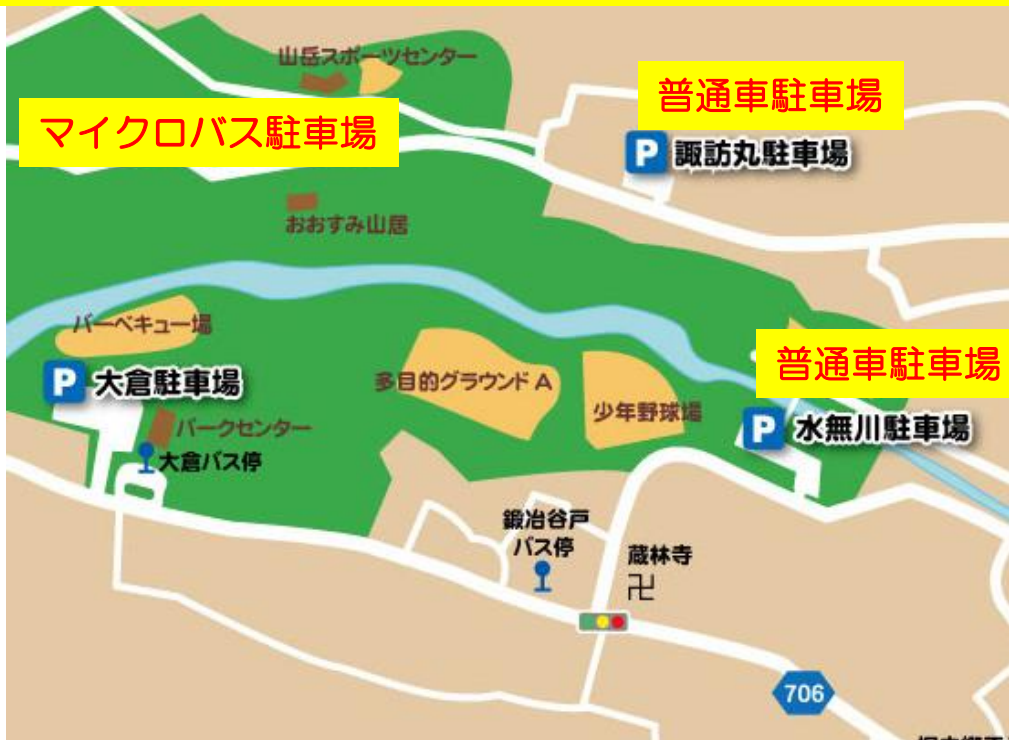 山岳スポーツセンター
普通車駐車場
マイクロバス駐車場
P 諏訪丸駐車場
おおすみ山居
バーベキュー場
普通車駐車場
P 大倉駐車場
多目的グラウンドA
少年野球場
パークセンター
P 水無川駐車場
大倉バス停
鍛冶谷戸
バス停
蔵林寺
卍
706